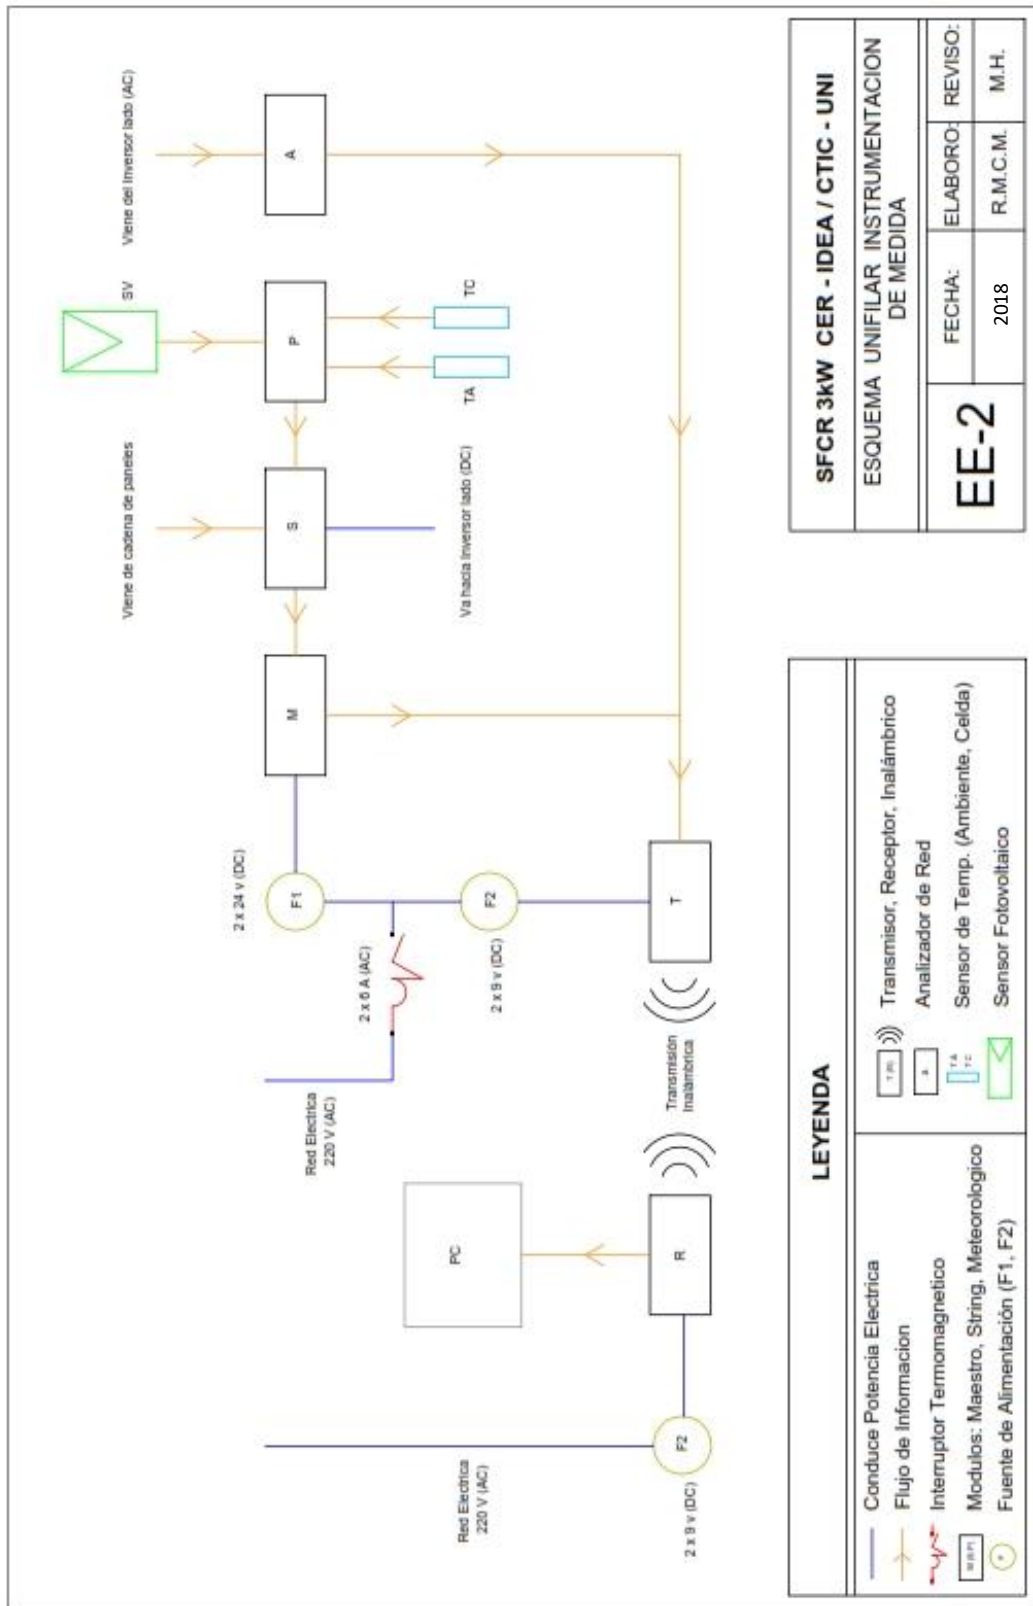 Red Electrica
220 V (AC)
2 x 9 v (DC)
F2
R
PC
Transmisión
Inalámbrica
Red Electrica
220 V (AC)
2 x 6 A (AC)
2 x 24 v (DC)
F1
F2
2 x 9 v (DC)
T
M
Viene de cadena de paneles
S
Va hacia Inversor lado (DC)
SV
P
TA
TC
Viene del Inversor lado (AC)
A
LEYENDA
Conduce Potencia Electrica
Flujo de Informacion
Interruptor Termomagnetico
Modulos: Maestro, String, Meteorologico
Fuente de Alimentación (F1, F2)
Transmisor, Receptor, Inalámbrico
Analizador de Red
TA
TC
Sensor de Temp. (Ambiente, Celda)
Sensor Fotovoltaico
SFCR 3kW CER - IDEA / CTIC - UNI
ESQUEMA UNIFILAR INSTRUMENTACION
DE MEDIDA
EE-2
FECHA:
ELABORO:
REVISO:
2018
R.M.C.M.
M.H.